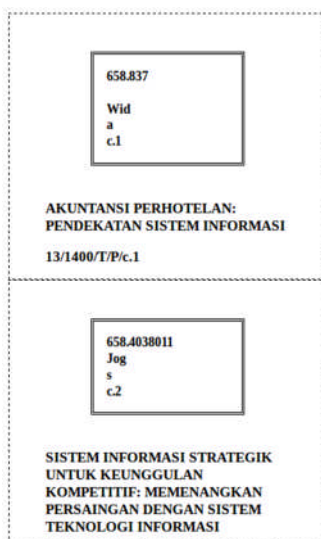 658.837
Wid
a
c.1
AKUNTANSI PERHOTELAN:
PENDEKATAN SISTEM INFORMASI
13/1400/T/P/c.1
658.4038011
Jog
s
c.2
SISTEM INFORMASI STRATEGIK
UNTUK KEUNGGULAN
KOMPETITIF: MEMENANGKAN
PERSAINGAN DENGAN SISTEM
TEKNOLOGI INFORMASI